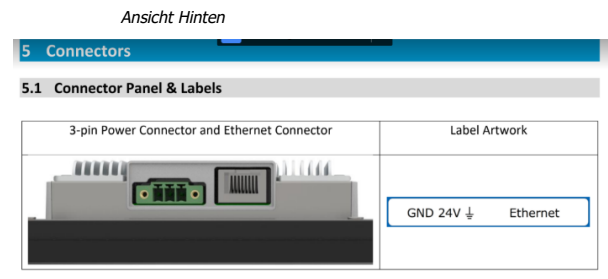 Ansicht Hinten
5 Connectors
5.1 Connector Panel & Labels
3-pin Power Connector and Ethernet Connector
Label Artwork
GND 24V ⏚ Ethernet